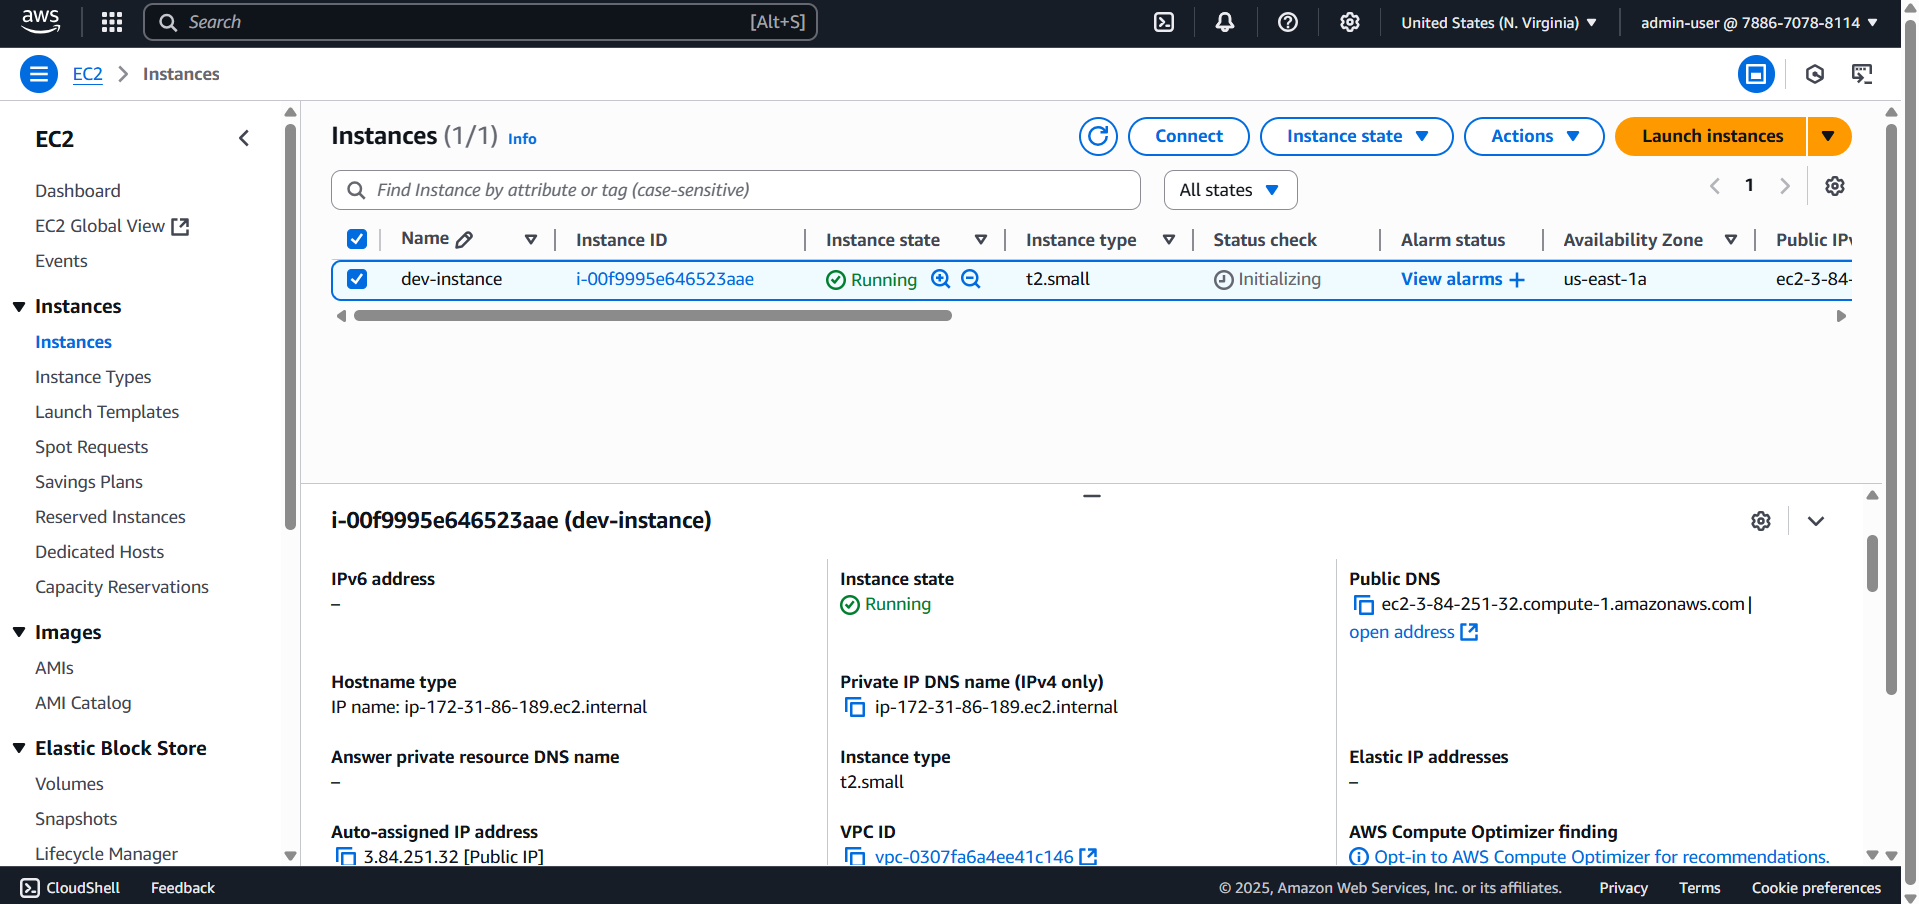 aws
Search [Alt+S]
United States (N. Virginia)
admin-user @ 7886-7078-8114
EC2
Instances
EC2
Dashboard
EC2 Global View
Events
Instances
Instances
Instance Types
Launch Templates
Spot Requests
Savings Plans
Reserved Instances
Dedicated Hosts
Capacity Reservations
Images
AMIs
AMI Catalog
Elastic Block Store
Volumes
Snapshots
Lifecycle Manager
Instances (1/1) Info
Connect
Instance state
Actions
Launch instances
Find Instance by attribute or tag (case-sensitive)
All states
1
Name Instance ID Instance state Instance type Status check Alarm status Availability Zone Public IPv
dev-instance i-00f9995e646523aae Running t2.small Initializing View alarms + us-east-1a ec2-3-84-
i-00f9995e646523aae (dev-instance)
IPv6 address
–
Instance state
Running
Public DNS
ec2-3-84-251-32.compute-1.amazonaws.com |
open address
Hostname type
IP name: ip-172-31-86-189.ec2.internal
Private IP DNS name (IPv4 only)
ip-172-31-86-189.ec2.internal
Answer private resource DNS name
–
Instance type
t2.small
Elastic IP addresses
–
Auto-assigned IP address
3.84.251.32 [Public IP]
VPC ID
vpc-0307fa6a4ee41c146
AWS Compute Optimizer finding
Opt-in to AWS Compute Optimizer for recommendations.
CloudShell
Feedback
© 2025, Amazon Web Services, Inc. or its affiliates.
Privacy
Terms
Cookie preferences